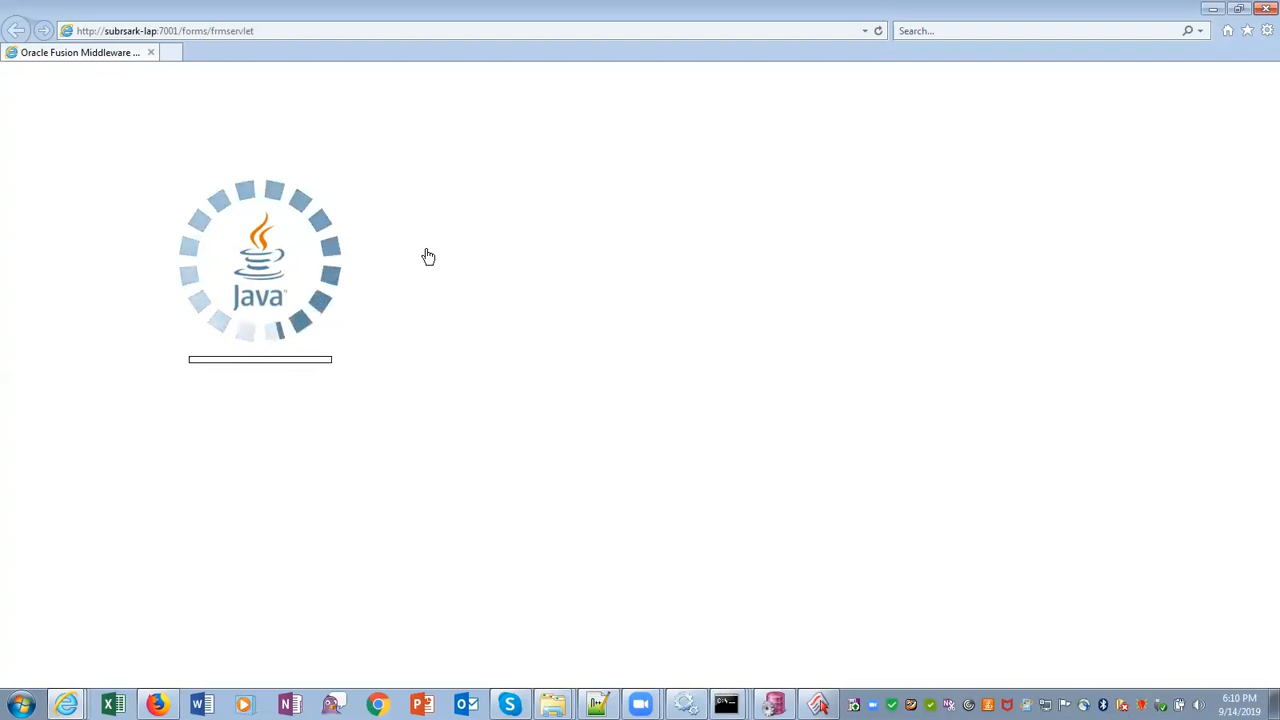 http://subrsark-lap:7001/forms/frmservlet
Search...
Oracle Fusion Middleware ...
Java
6:10 PM
9/14/2019